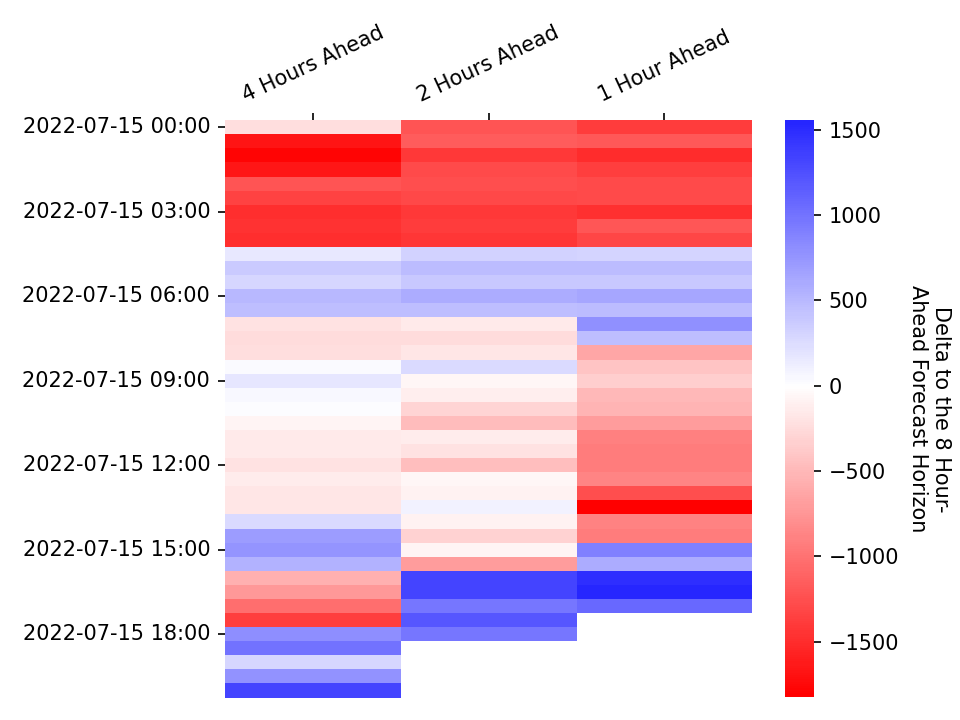 4 Hours Ahead
2 Hours Ahead
1 Hour Ahead
2022-07-15 00:00
2022-07-15 03:00
2022-07-15 06:00
2022-07-15 09:00
2022-07-15 12:00
2022-07-15 15:00
2022-07-15 18:00
1500
1000
500
0
−500
−1000
−1500
Delta to the 8 Hour-
Ahead Forecast Horizon